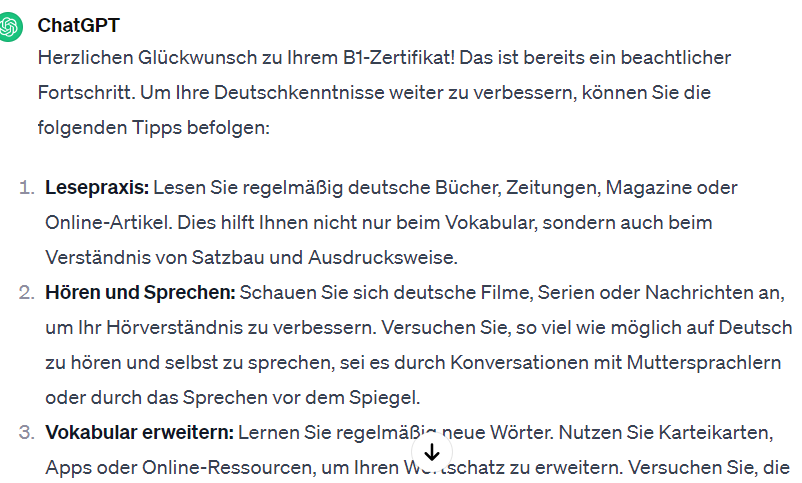 ChatGPT
Herzlichen Glückwunsch zu Ihrem B1-Zertifikat! Das ist bereits ein beachtlicher
Fortschritt. Um Ihre Deutschkenntnisse weiter zu verbessern, können Sie die
folgenden Tipps befolgen:
1. Lesepraxis: Lesen Sie regelmäßig deutsche Bücher, Zeitungen, Magazine oder
Online-Artikel. Dies hilft Ihnen nicht nur beim Vokabular, sondern auch beim
Verständnis von Satzbau und Ausdrucksweise.
2. Hören und Sprechen: Schauen Sie sich deutsche Filme, Serien oder Nachrichten an,
um Ihr Hörverständnis zu verbessern. Versuchen Sie, so viel wie möglich auf Deutsch
zu hören und selbst zu sprechen, sei es durch Konversationen mit Muttersprachlern
oder durch das Sprechen vor dem Spiegel.
3. Vokabular erweitern: Lernen Sie regelmäßig neue Wörter. Nutzen Sie Karteikarten,
Apps oder Online-Ressourcen, um Ihren Wortschatz zu erweitern. Versuchen Sie, die